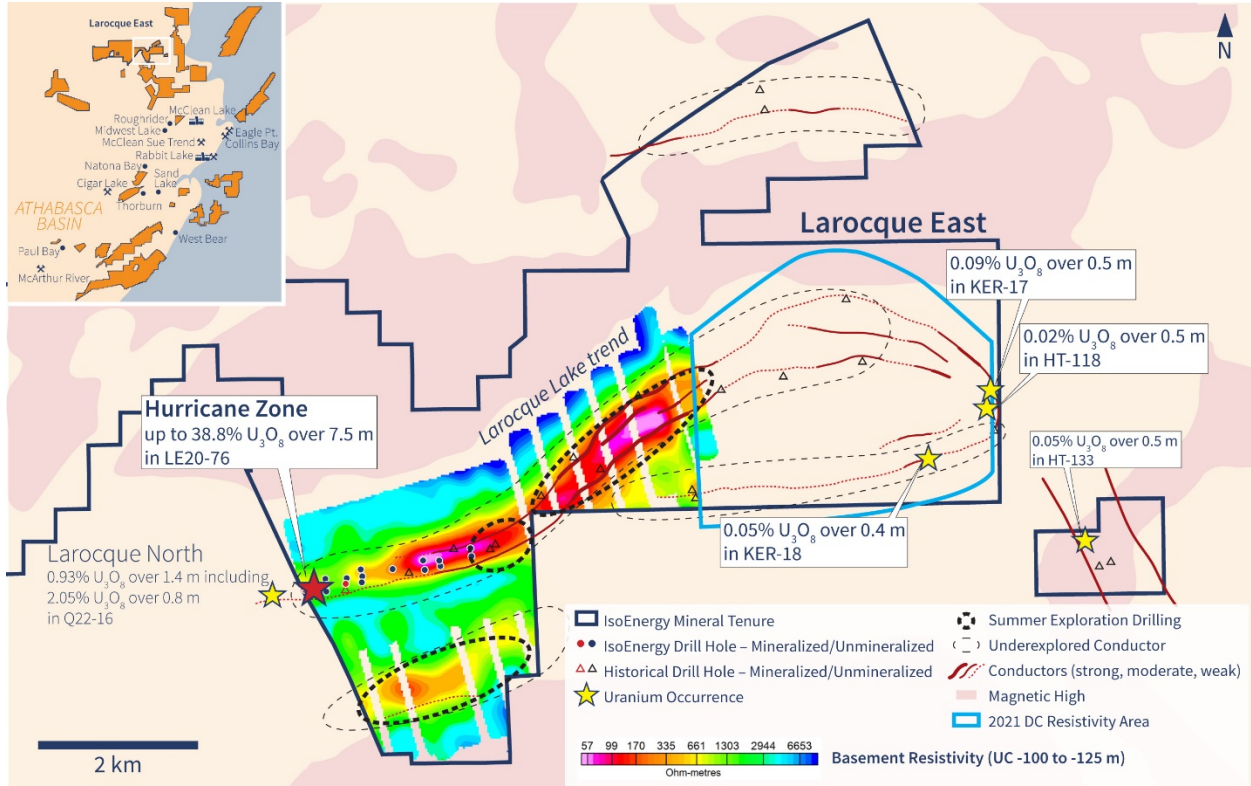 Larocque East
McClean Lake
Roughrider
Midwest Lake
McClean Sue Trend
Eagle Pt.
Collins Bay
Rabbit Lake
Natona Bay
Sand
Lake
Cigar Lake
Thorburn
ATHABASCA
BASIN
West Bear
Paul Bay
McArthur River
N
Larocque East
0.09% U₃O₈ over 0.5 m
in KER-17
0.02% U₃O₈ over 0.5 m
in HT-118
Larocque Lake trend
Hurricane Zone
up to 38.8% U₃O₈ over 7.5 m
in LE20-76
0.05% U₃O₈ over 0.5 m
in HT-133
0.05% U₃O₈ over 0.4 m
in KER-18
Larocque North
0.93% U₃O₈ over 1.4 m including
2.05% U₃O₈ over 0.8 m
in Q22-16
2 km
IsoEnergy Mineral Tenure
IsoEnergy Drill Hole – Mineralized/Unmineralized
Historical Drill Hole – Mineralized/Unmineralized
Uranium Occurrence
Summer Exploration Drilling
Underexplored Conductor
Conductors (strong, moderate, weak)
Magnetic High
2021 DC Resistivity Area
57 99 170 335 661 1303 2944 6653
Ohm-metres
Basement Resistivity (UC -100 to -125 m)